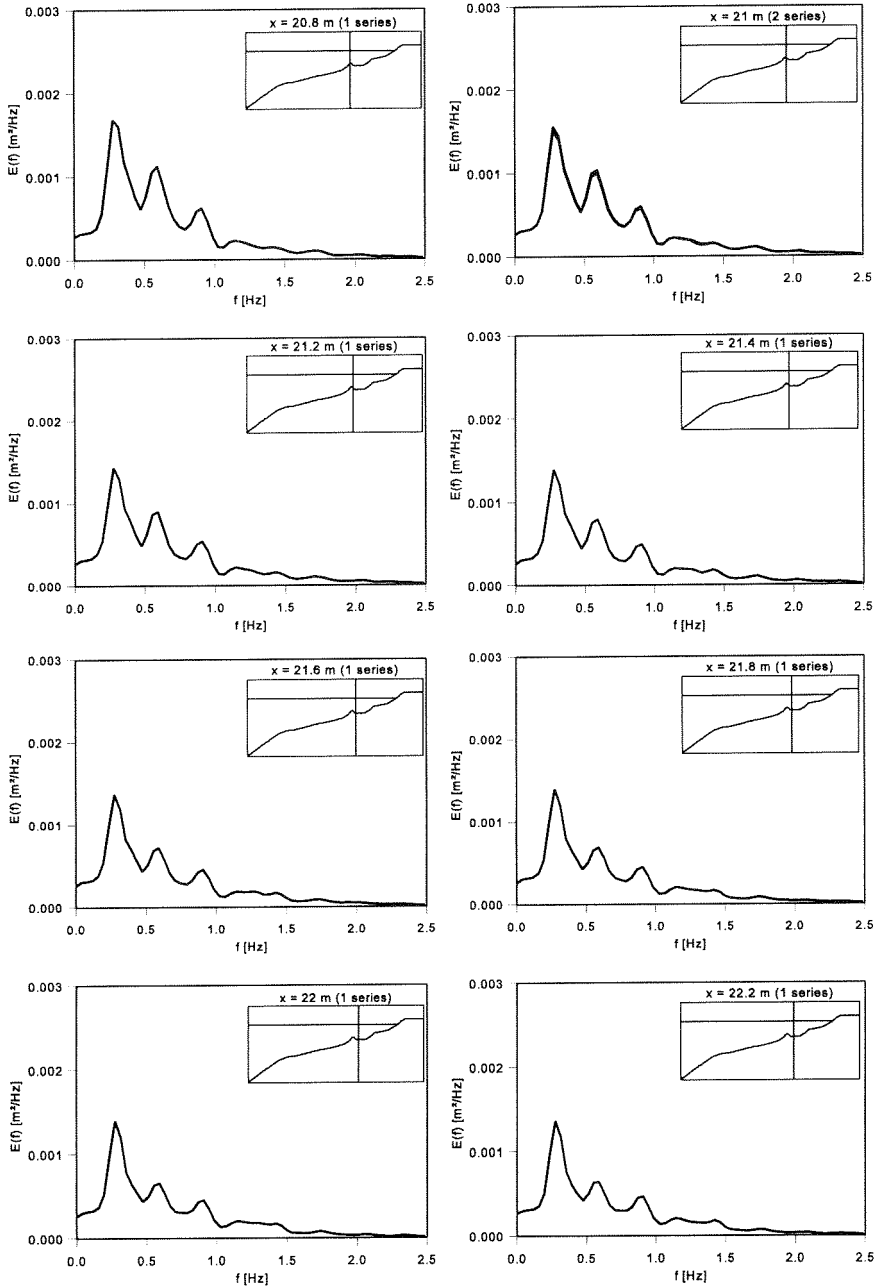 x = 20.8 m (1 series)
0.003
0.002
0.001
0.000
E(f) [m²/Hz]
0.0 0.5 1.0 1.5 2.0 2.5
f [Hz]
x = 21 m (2 series)
0.003
0.002
0.001
0.000
E(f) [m²/Hz]
0.0 0.5 1.0 1.5 2.0 2.5
f [Hz]
x = 21.2 m (1 series)
0.003
0.002
0.001
0.000
E(f) [m²/Hz]
0.0 0.5 1.0 1.5 2.0 2.5
f [Hz]
x = 21.4 m (1 series)
0.003
0.002
0.001
0.000
E(f) [m²/Hz]
0.0 0.5 1.0 1.5 2.0 2.5
f [Hz]
x = 21.6 m (1 series)
0.003
0.002
0.001
0.000
E(f) [m²/Hz]
0.0 0.5 1.0 1.5 2.0 2.5
f [Hz]
x = 21.8 m (1 series)
0.003
0.002
0.001
0.000
E(f) [m²/Hz]
0.0 0.5 1.0 1.5 2.0 2.5
f [Hz]
x = 22 m (1 series)
0.003
0.002
0.001
0.000
E(f) [m²/Hz]
0.0 0.5 1.0 1.5 2.0 2.5
f [Hz]
x = 22.2 m (1 series)
0.003
0.002
0.001
0.000
E(f) [m²/Hz]
0.0 0.5 1.0 1.5 2.0 2.5
f [Hz]